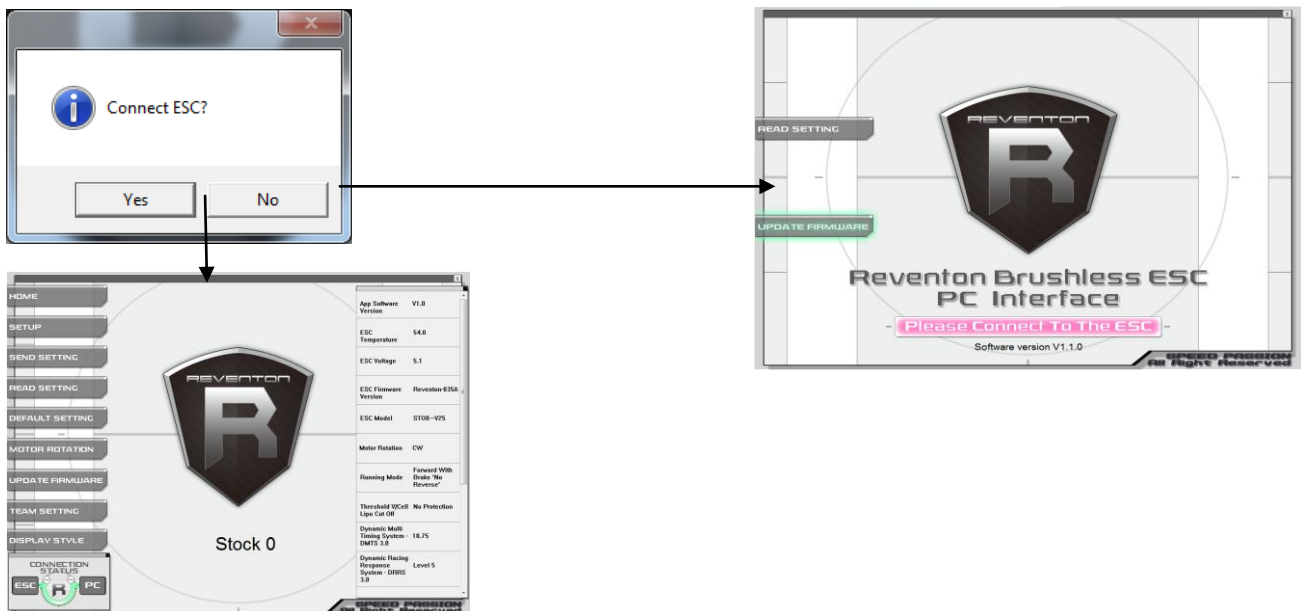 Connect ESC?
Yes
No
READ SETTING
UPDATE FIRMWARE
REVENTON
R
Reventon Brushless ESC
PC Interface
Please Connect To The ESC
Software version V1.1.0
SPEED PASSION
All Right Reserved
HOME
SETUP
SEND SETTING
READ SETTING
DEFAULT SETTING
MOTOR ROTATION
UPDATE FIRMWARE
TEAM SETTING
DISPLAY STYLE
CONNECTION
STATUS
ESC R PC
REVENTON
R
Stock 0
App Software V1.0
Version
ESC 54.0
Temperature
ESC Voltage 5.1
ESC Firmware Reventon-035A
Version
ESC Model ST00--V25
Motor Rotation CW
Running Mode Forward With
Brake "No
Reverse"
Threshold V/Cell No Protection
Lipo Cut Off
Dynamic Multi
Timing System - 18.75
DMTS 3.0
Dynamic Racing
Response Level 5
System - DRRS
3.0
SPEED PASSION
All Right Reserved